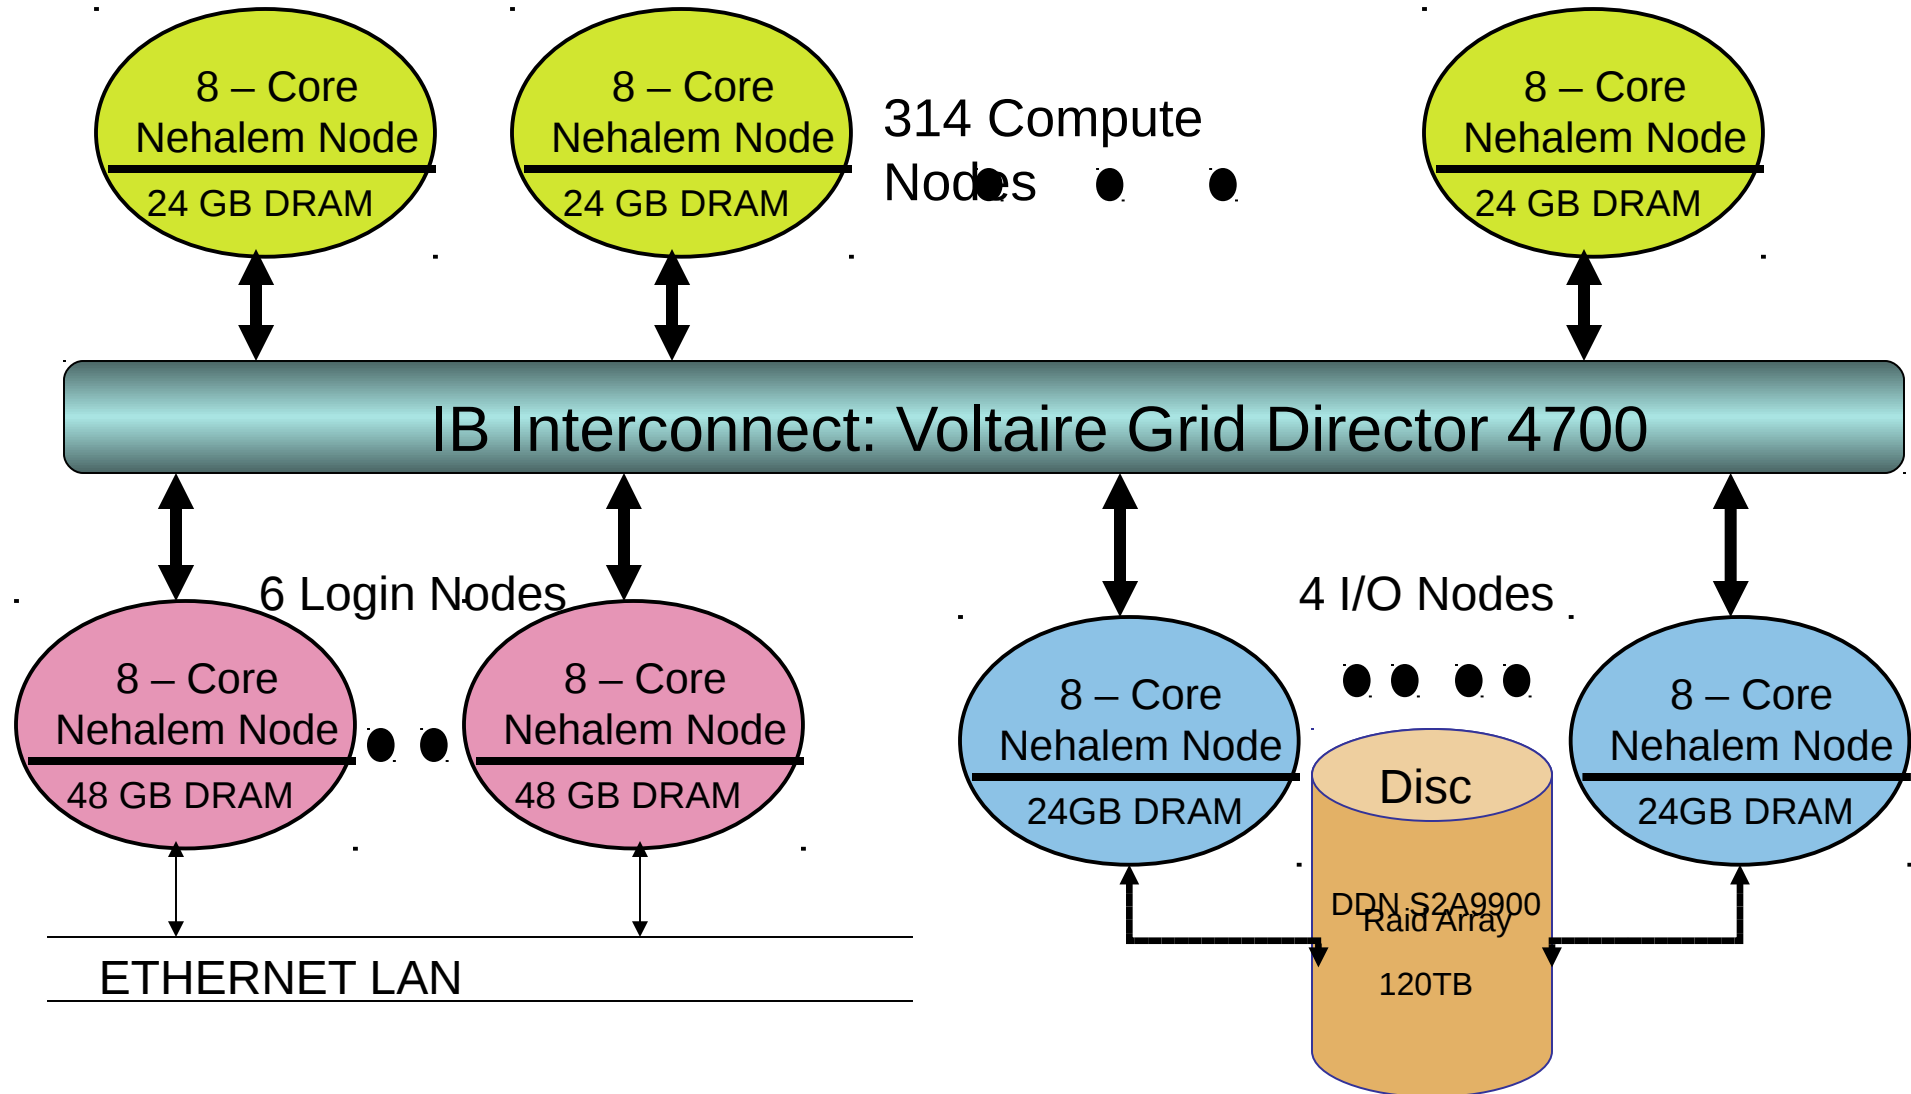 8 – Core
Nehalem Node
24 GB DRAM
8 – Core
Nehalem Node
24 GB DRAM
314 Compute
Nodes
8 – Core
Nehalem Node
24 GB DRAM
IB Interconnect: Voltaire Grid Director 4700
6 Login Nodes
4 I/O Nodes
8 – Core
Nehalem Node
48 GB DRAM
8 – Core
Nehalem Node
48 GB DRAM
8 – Core
Nehalem Node
24GB DRAM
Disc
DDN S2A9900
Raid Array
120TB
8 – Core
Nehalem Node
24GB DRAM
ETHERNET LAN